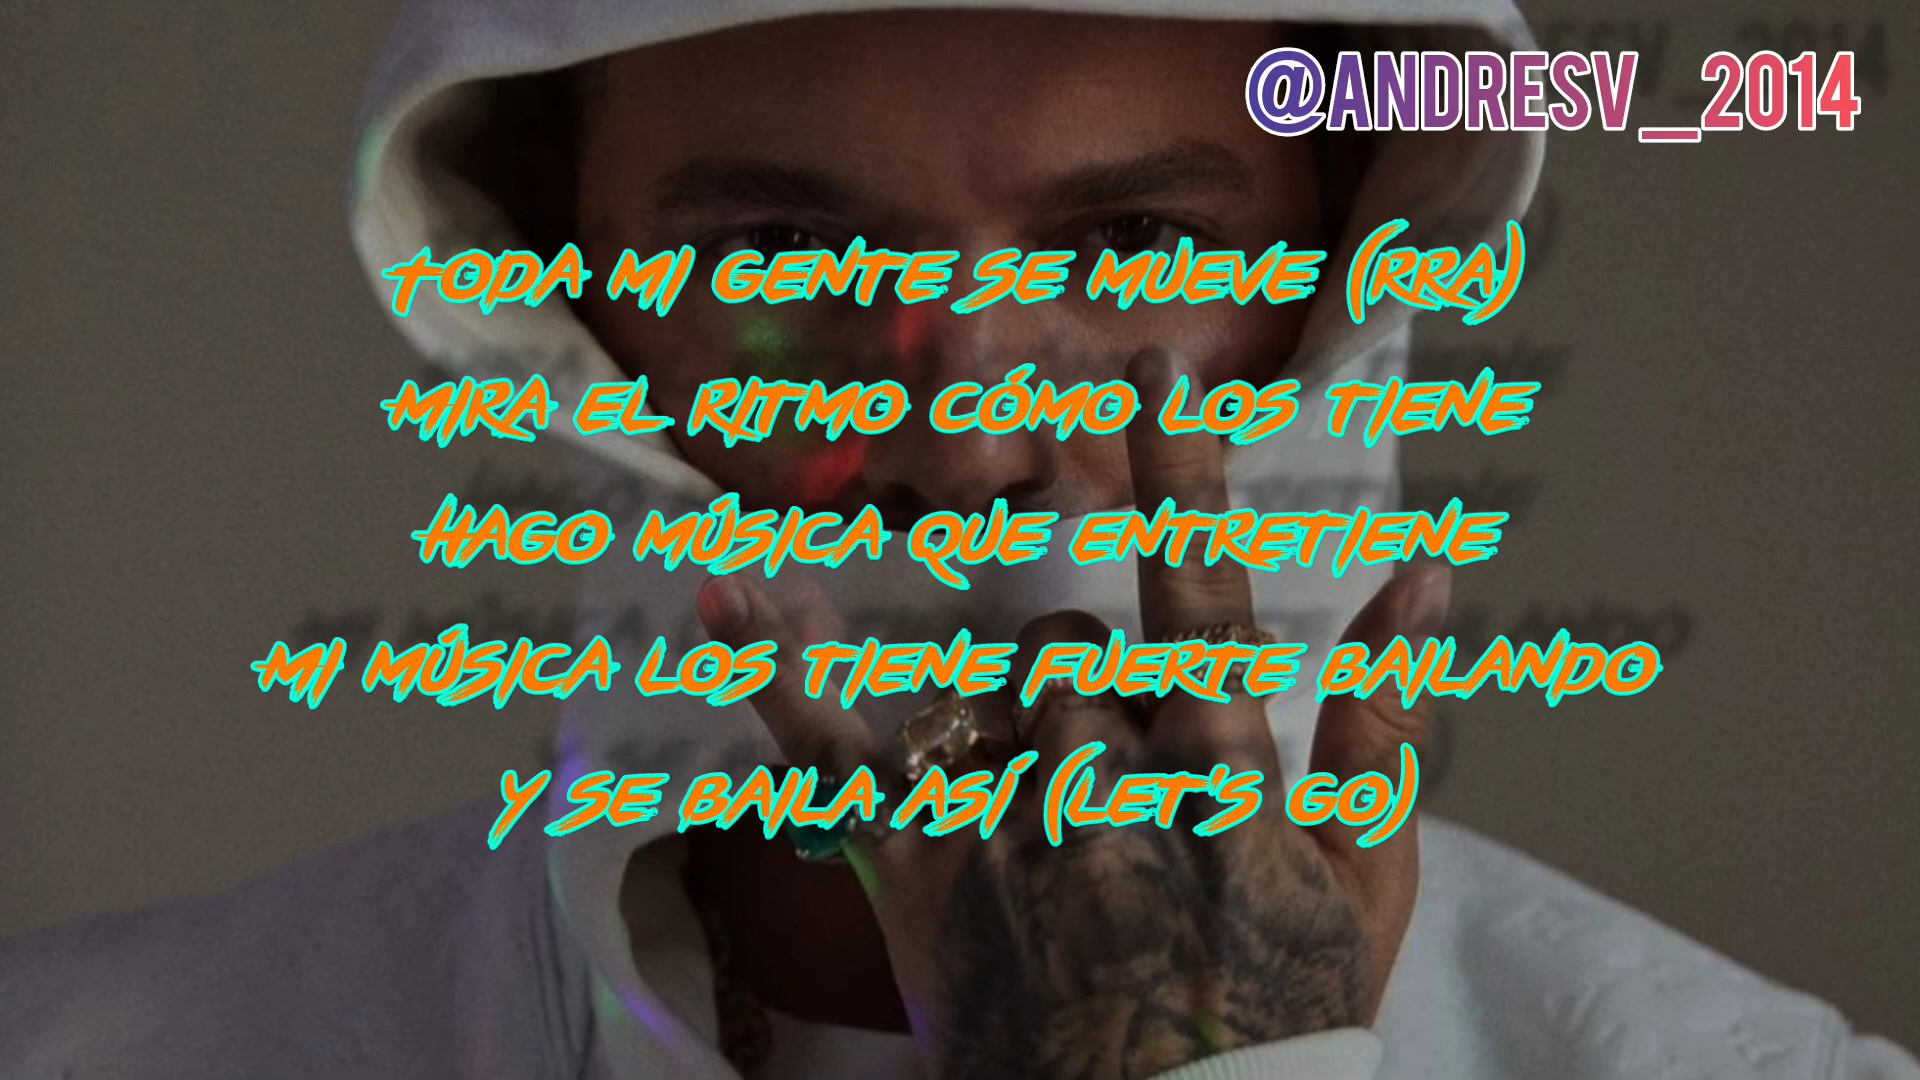 @ANDRESV_2014
TODA MI GENTE SE MUEVE (RRA)
MIRA EL RITMO CÓMO LOS TIENE
HAGO MÚSICA QUE ENTRETIENE
MI MÚSICA LOS TIENE FUERTE BAILANDO
Y SE BAILA ASÍ (LET'S GO)